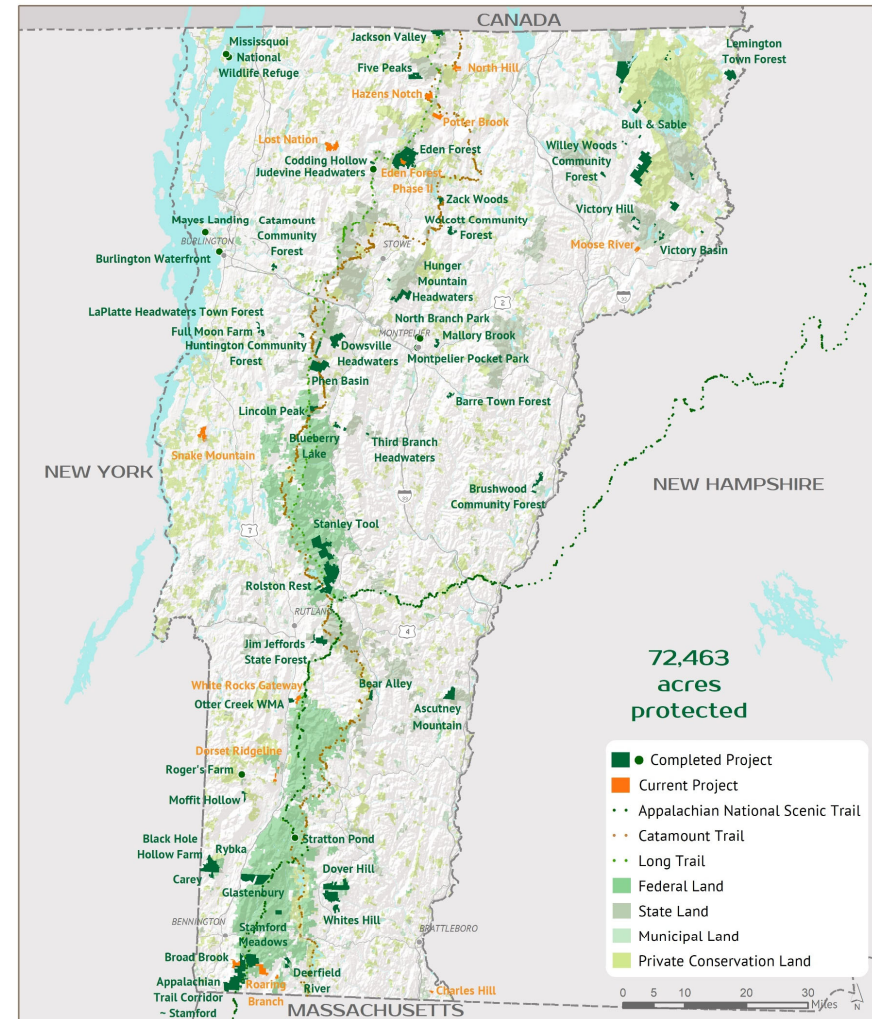 CANADA
Jackson Valley
Mississquoi
National
Wildlife Refuge
Lemington
Town Forest
Five Peaks
North Hill
Hazens Notch
Potter Brook
Bull & Sable
Lost Nation
Willey Woods
Community
Forest
Codding Hollow
Judevine Headwaters
Eden Forest
Eden Forest
Phase II
Zack Woods
Victory Hill
Mayes Landing
BURLINGTON
Burlington Waterfront
Catamount
Community
Forest
Wolcott Community
Forest
STOWE
Moose River
Victory Basin
Hunger
Mountain
Headwaters
2
93
LaPlatte Headwaters Town Forest
Full Moon Farm
Huntington Community
Forest
North Branch Park
MONTPELIER
Mallory Brook
Dowsville
Headwaters
Montpelier Pocket Park
Phen Basin
Barre Town Forest
Lincoln Peak
Blueberry
Lake
Third Branch
Headwaters
Snake Mountain
NEW YORK
NEW HAMPSHIRE
Brushwood
Community Forest
89
7
Stanley Tool
Rolston Rest
RUTLAND
4
Jim Jeffords
State Forest
White Rocks Gateway
Otter Creek WMA
Bear Alley
Ascutney
Mountain
72,463
acres
protected
Dorset Ridgeline
Roger's Farm
Moffit Hollow
Stratton Pond
Black Hole
Hollow Farm
Rybka
Carey
Glastenbury
Dover Hill
Whites Hill
BENNINGTON
Stamford
Meadows
BRATTLEBORO
Broad Brook
Deerfield
River
Appalachian
Trail Corridor
~ Stamford
Roaring
Branch
Charles Hill
MASSACHUSETTS
Completed Project
Current Project
Appalachian National Scenic Trail
Catamount Trail
Long Trail
Federal Land
State Land
Municipal Land
Private Conservation Land
0 5 10 20 30
Miles
N